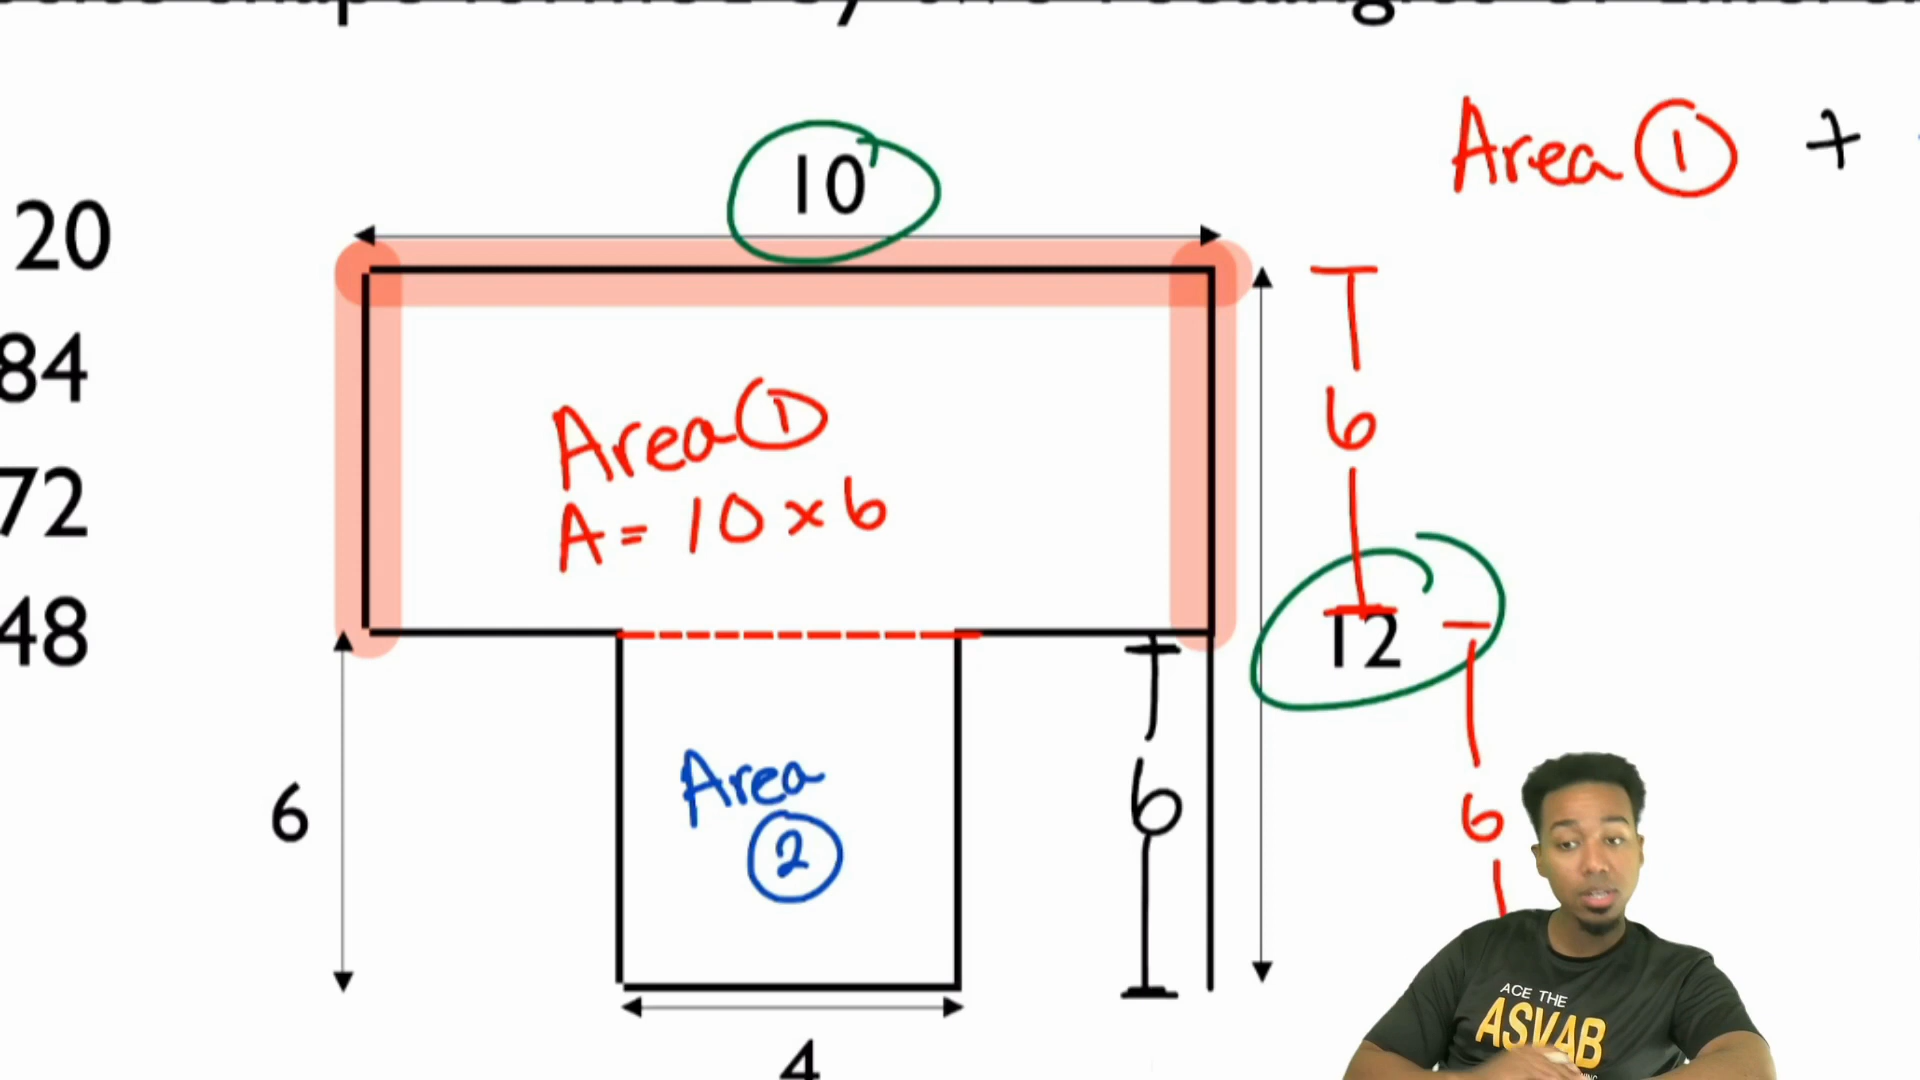 10
Area ① +
20
84
72
48
Area ①
A = 10 x 6
6
12
6
6
6
Area
②
4
ACE THE
ASVAB